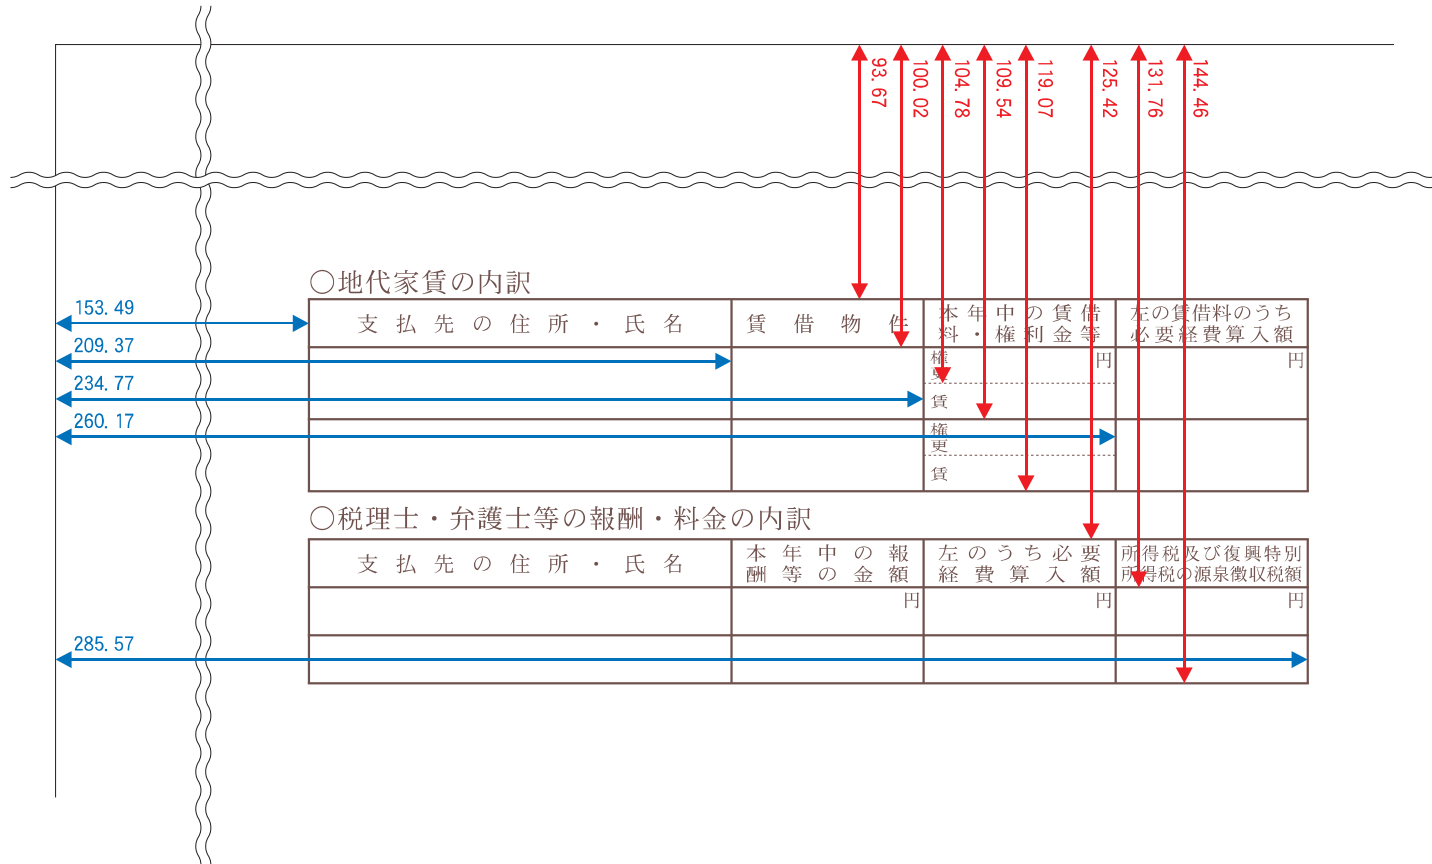 93.67
100.02
104.78
109.54
119.07
125.42
131.76
144.46
○地代家賃の内訳
153.49
209.37
234.77
260.17
支払先の住所・氏名
賃借物件
本年中の賃借
料・権利金等
左の賃借料のうち
必要経費算入額
権
更
円
円
賃
権
更
賃
○税理士・弁護士等の報酬・料金の内訳
支払先の住所・氏名
本年中の報
酬等の金額
左のうち必要
経費算入額
所得税及び復興特別
所得税の源泉徴収税額
円
円
円
285.57